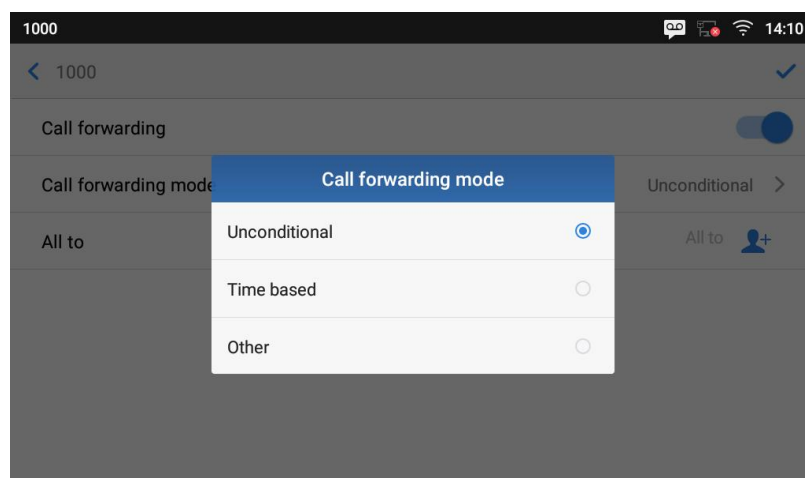 1000 14:10
1000
Call forwarding
Call forwarding mode Unconditional
All to All to
Call forwarding mode
Unconditional
Time based
Other